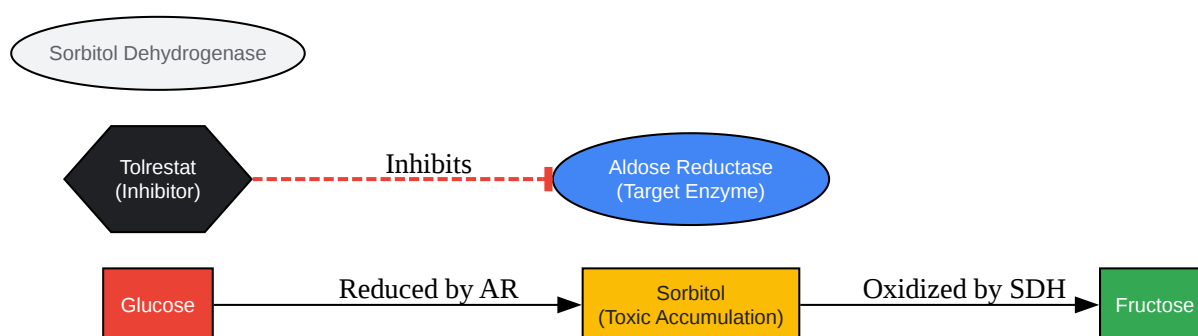 Sorbitol Dehydrogenase
Tolrestat
(Inhibitor)
Inhibits
Aldose Reductase
(Target Enzyme)
Glucose
Reduced by AR
Sorbitol
(Toxic Accumulation)
Oxidized by SDH
Fructose